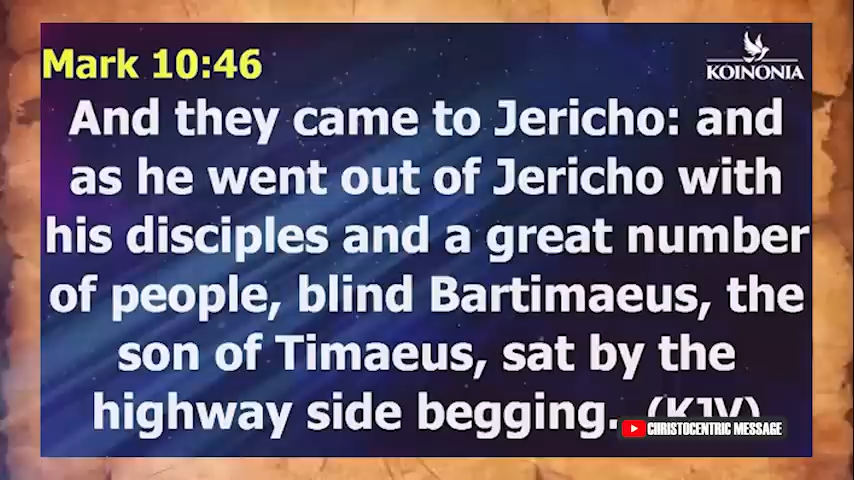 Mark 10:46
KOINONIA
And they came to Jericho: and
as he went out of Jericho with
his disciples and a great number
of people, blind Bartimaeus, the
son of Timaeus, sat by the
highway side begging. (KJV)
CHRISTOCENTRIC MESSAGE